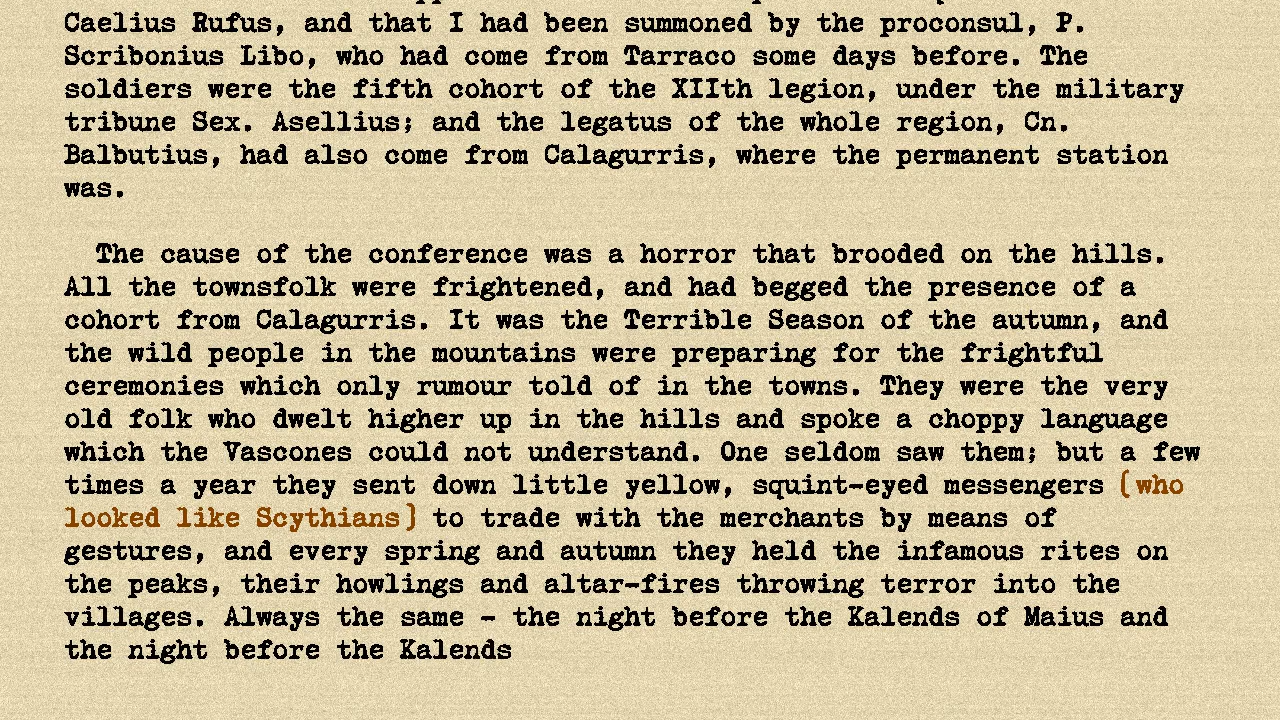 Caelius Rufus, and that I had been summoned by the proconsul, P.
Scribonius Libo, who had come from Tarraco some days before. The
soldiers were the fifth cohort of the XIIth legion, under the military
tribune Sex. Asellius; and the legatus of the whole region, Cn.
Balbutius, had also come from Calagurris, where the permanent station
was.
The cause of the conference was a horror that brooded on the hills.
All the townsfolk were frightened, and had begged the presence of a
cohort from Calagurris. It was the Terrible Season of the autumn, and
the wild people in the mountains were preparing for the frightful
ceremonies which only rumour told of in the towns. They were the very
old folk who dwelt higher up in the hills and spoke a choppy language
which the Vascones could not understand. One seldom saw them; but a few
times a year they sent down little yellow, squint-eyed messengers (who
looked like Scythians) to trade with the merchants by means of
gestures, and every spring and autumn they held the infamous rites on
the peaks, their howlings and altar-fires throwing terror into the
villages. Always the same - the night before the Kalends of Maius and
the night before the Kalends